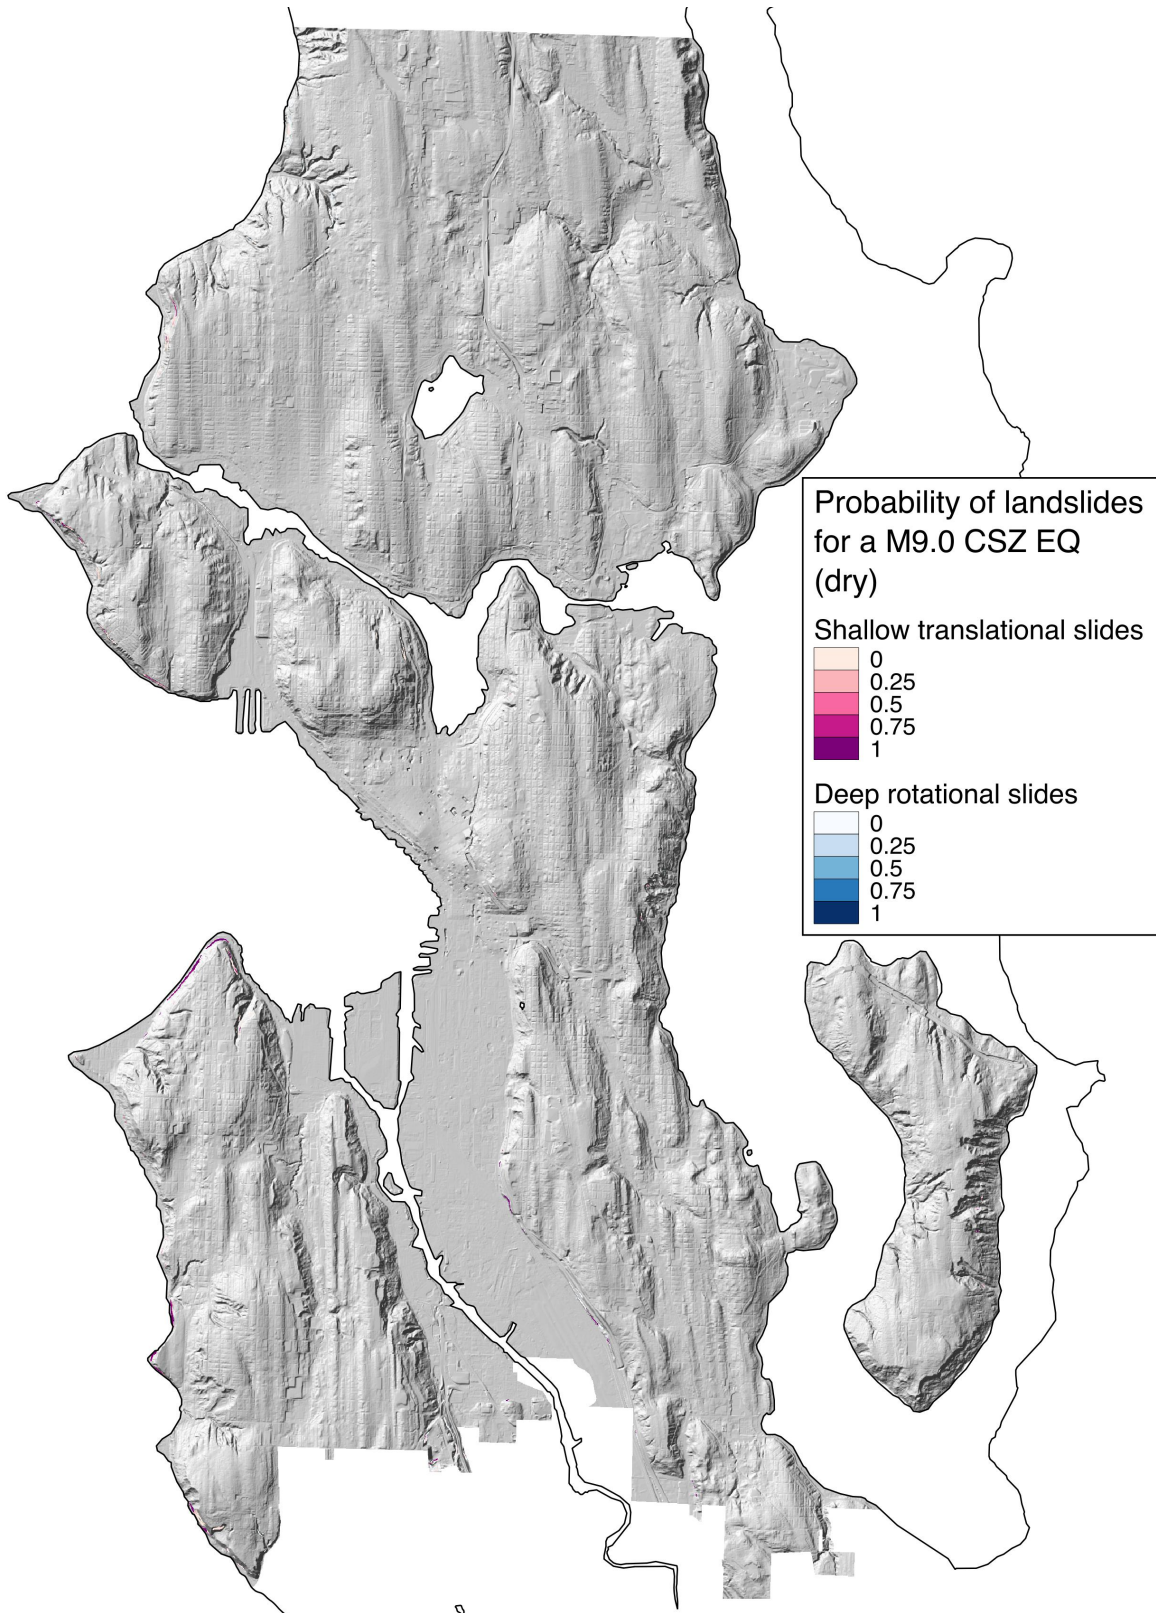 Probability of landslides
for a M9.0 CSZ EQ
(dry)
Shallow translational slides
0
0.25
0.5
0.75
1
Deep rotational slides
0
0.25
0.5
0.75
1